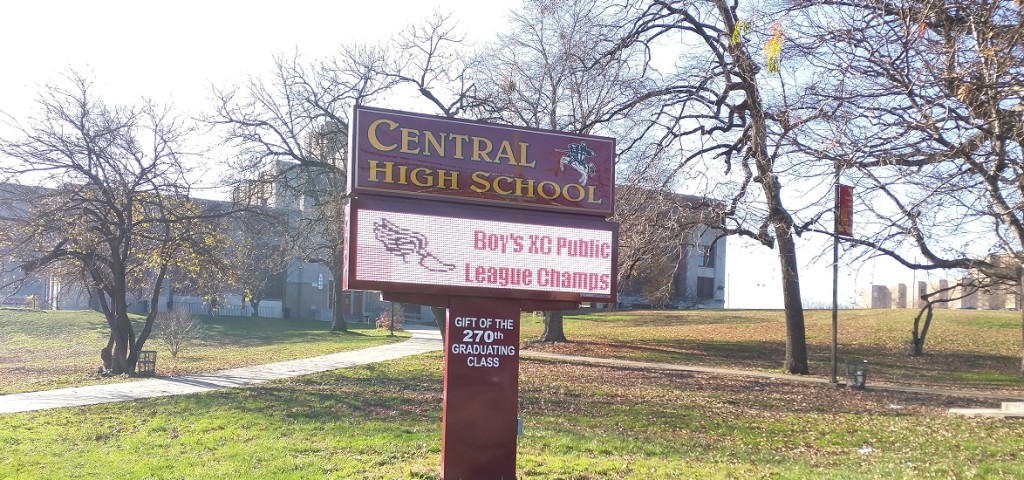 CENTRAL
HIGH SCHOOL
Boy's XC Public
League Champs
GIFT OF THE
270th
GRADUATING
CLASS